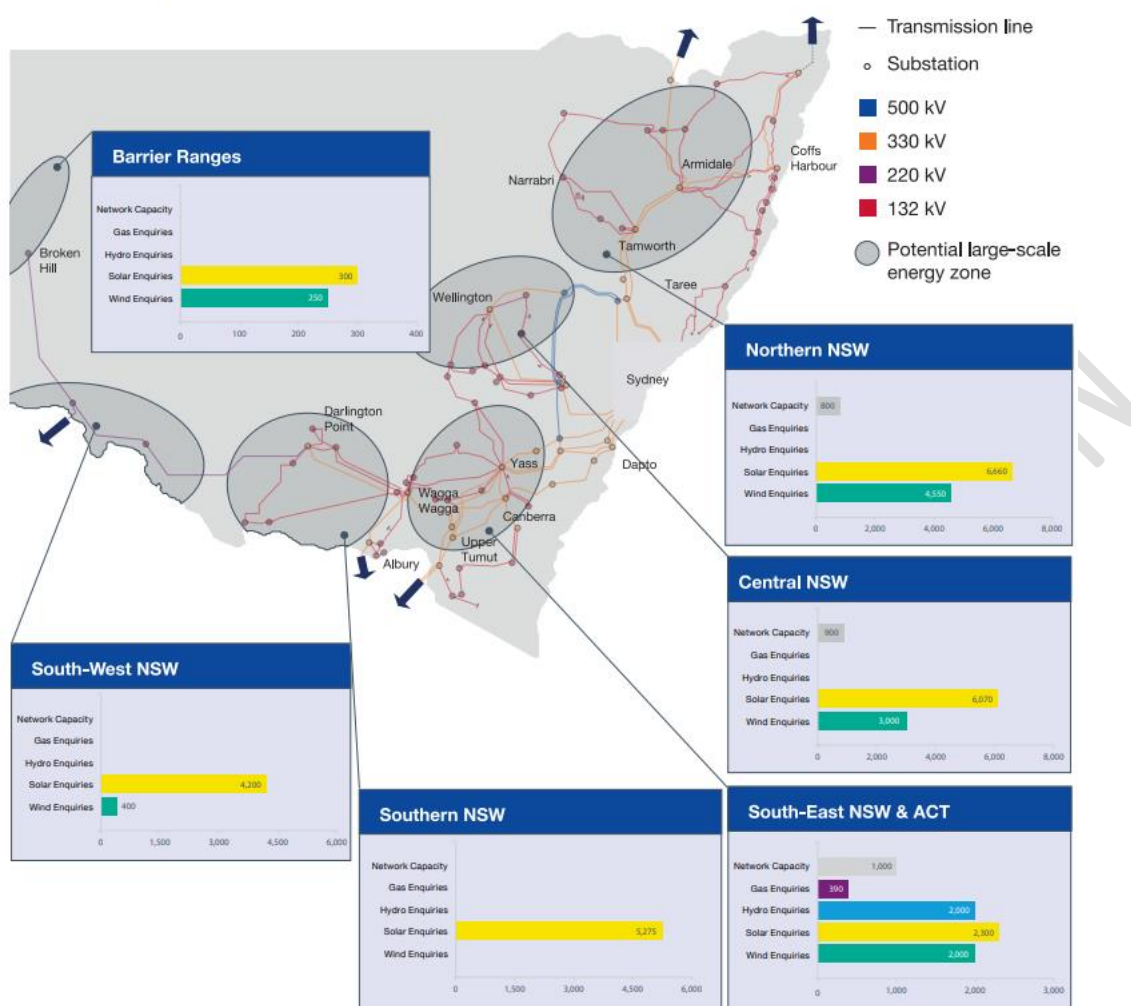 Transmission line
Substation
500 kV
330 kV
220 kV
132 kV
Potential large-scale
energy zone
Barrier Ranges
Network Capacity
Gas Enquiries
Hydro Enquiries
Solar Enquiries
300
Wind Enquiries
250
0 100 200 300 400
Broken
Hill
Narrabri
Armidale
Coffs
Harbour
Tamworth
Taree
Wellington
Sydney
Darlington
Point
Yass
Dapto
Wagga
Wagga
Canberra
Upper
Tumut
Albury
Northern NSW
Network Capacity
800
Gas Enquiries
Hydro Enquiries
Solar Enquiries
6,660
Wind Enquiries
4,550
0 2,000 4,000 6,000 8,000
Central NSW
Network Capacity
900
Gas Enquiries
Hydro Enquiries
Solar Enquiries
6,070
Wind Enquiries
3,000
0 2,000 4,000 6,000 8,000
South-West NSW
Network Capacity
Gas Enquiries
Hydro Enquiries
Solar Enquiries
4,200
Wind Enquiries
400
0 1,500 3,000 4,500 6,000
Southern NSW
Network Capacity
Gas Enquiries
Hydro Enquiries
Solar Enquiries
5,275
Wind Enquiries
0 1,500 3,000 4,500 6,000
South-East NSW & ACT
Network Capacity
1,000
Gas Enquiries
390
Hydro Enquiries
2,000
Solar Enquiries
2,300
Wind Enquiries
2,000
0 1,000 2,000 3,000